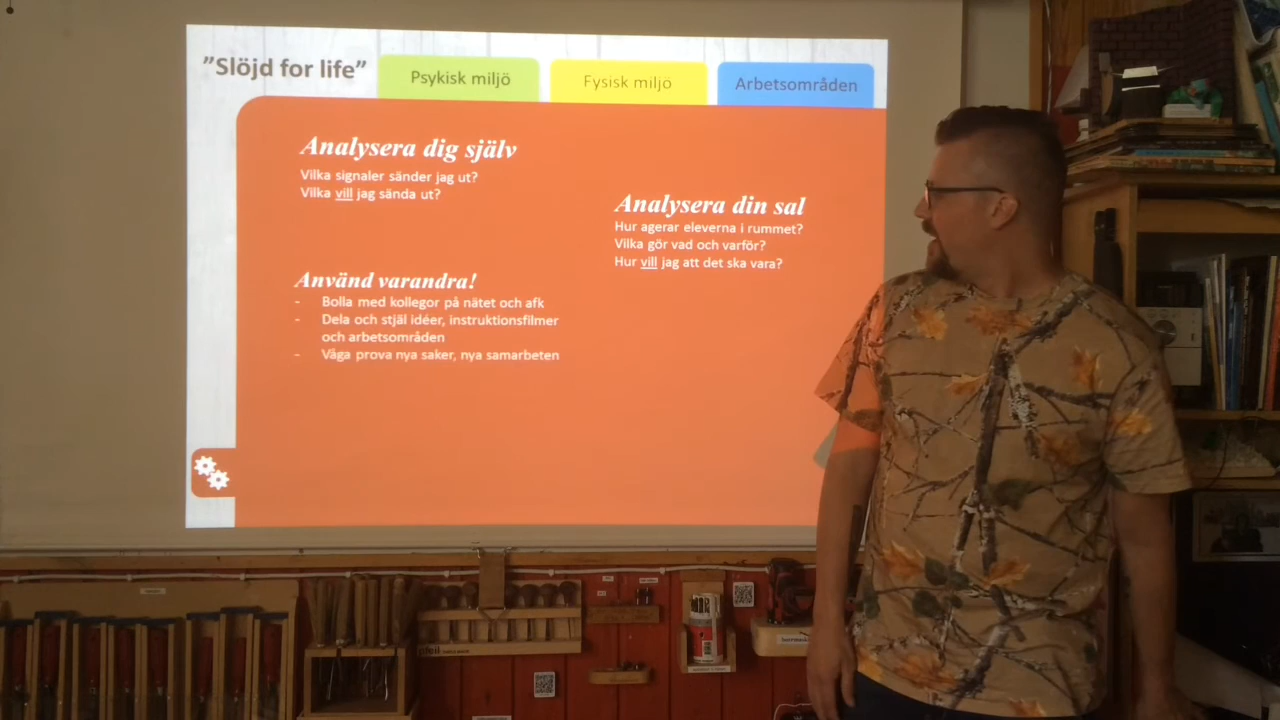 ”Slöjd for life”
Psykisk miljö
Fysisk miljö
Arbetsområden
Analysera dig själv
Vilka signaler sänder jag ut?
Vilka vill jag sända ut?
Analysera din sal
Hur agerar eleverna i rummet?
Vilka gör vad och varför?
Hur vill jag att det ska vara?
Använd varandra!
- Bolla med kollegor på nätet och afk
- Dela och stjäl idéer, instruktionsfilmer
och arbetsområden
- Våga prova nya saker, nya samarbeten
pfeil